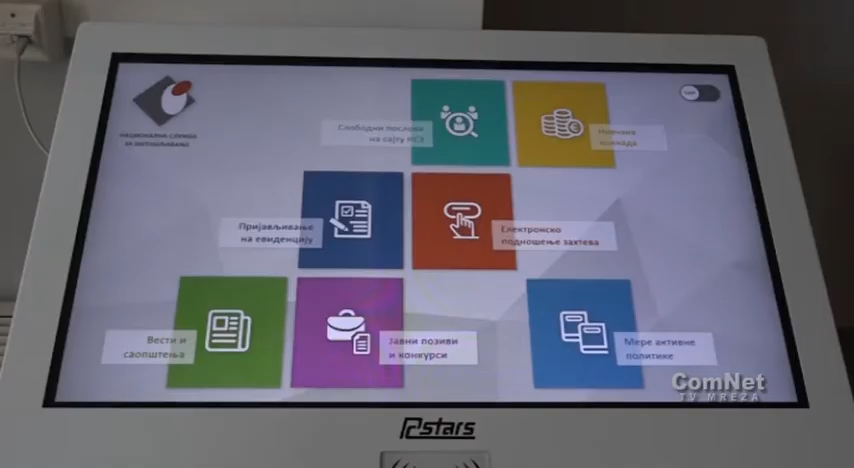 НАЦИОНАЛНА СЛУЖБА
ЗА ЗАПОШЉАВАЊЕ
Слободни послови
на сајту НСЗ
Новчана
накнада
Пријављивање
на евиденцију
Електронско
подношење захтева
Вести и
саопштења
Јавни позиви
и конкурси
Мере активне
политике
ComNet
TV MREŽA
PCstars